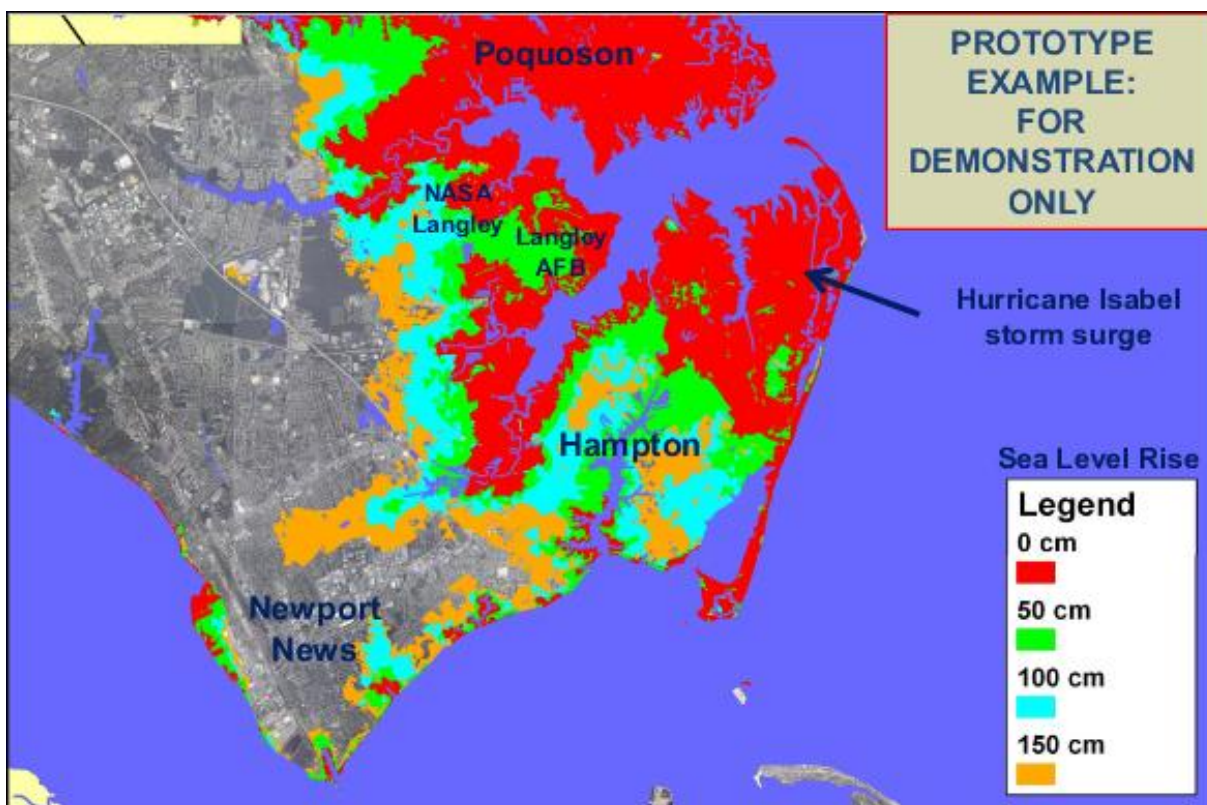 Poquoson
PROTOTYPE
EXAMPLE:
FOR
DEMONSTRATION
ONLY
NASA
Langley
Langley
AFB
Hurricane Isabel
storm surge
Hampton
Sea Level Rise
Legend
0 cm
50 cm
100 cm
150 cm
Newport
News